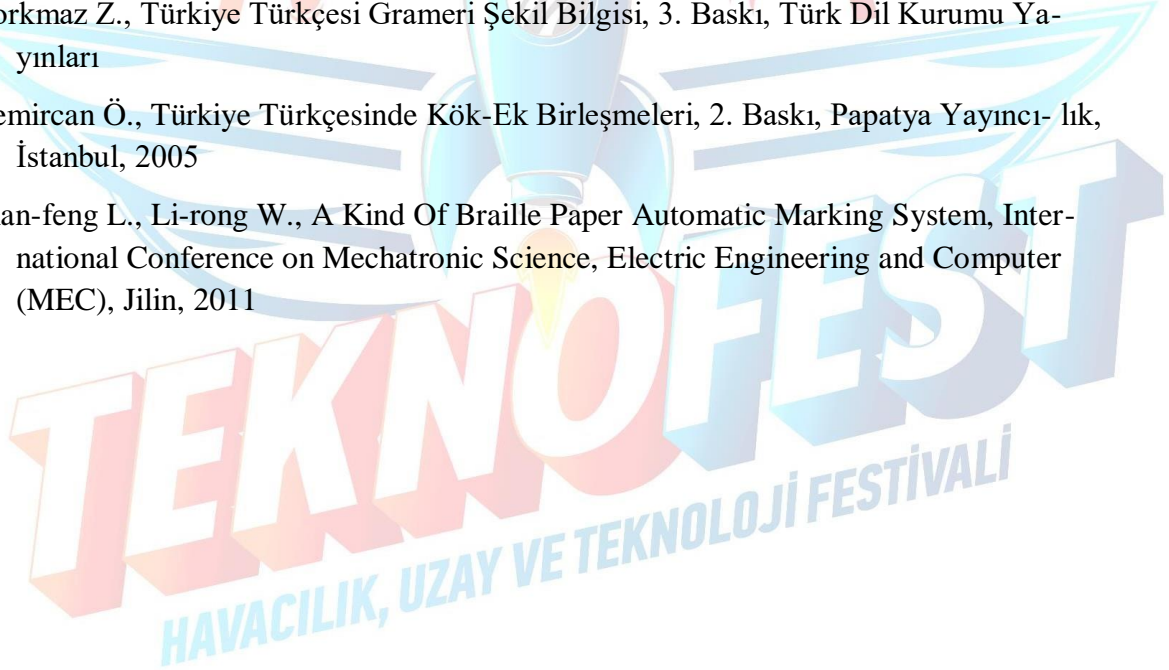 orkmaz Z., Türkiye Türkçesi Grameri Şekil Bilgisi, 3. Baskı, Türk Dil Kurumu Ya-
yınları
emircan Ö., Türkiye Türkçesinde Kök-Ek Birleşmeleri, 2. Baskı, Papatya Yayıncı- lık,
İstanbul, 2005
an-feng L., Li-rong W., A Kind Of Braille Paper Automatic Marking System, Inter-
national Conference on Mechatronic Science, Electric Engineering and Computer
(MEC), Jilin, 2011
TEKNOFEST
HAVACILIK, UZAY VE TEKNOLOJİ FESTİVALİ